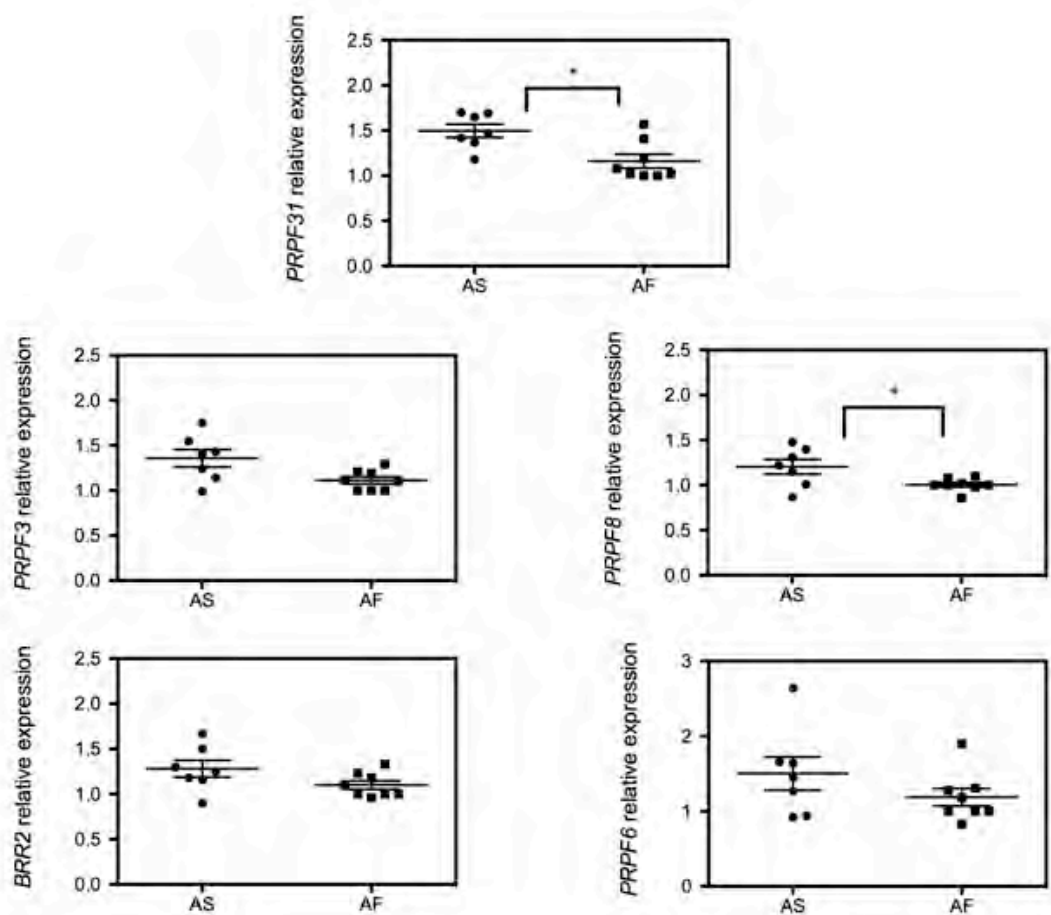 PRPF31 relative expression
2.5
2.0
1.5
1.0
0.5
0.0
*
AS
AF
PRPF3 relative expression
2.5
2.0
1.5
1.0
0.5
0.0
AS
AF
PRPF8 relative expression
2.5
2.0
1.5
1.0
0.5
0.0
*
AS
AF
BRR2 relative expression
2.5
2.0
1.5
1.0
0.5
0.0
AS
AF
PRPF6 relative expression
3
2
1
0
AS
AF